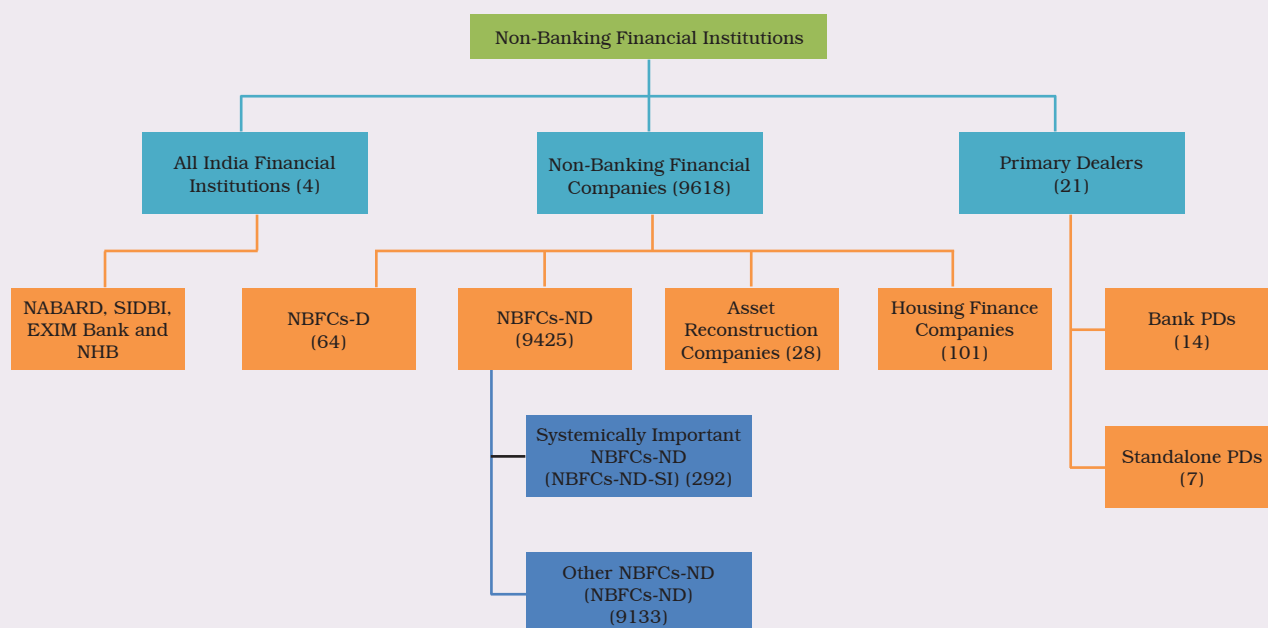 Non-Banking Financial Institutions
All India Financial
Institutions (4)
Non-Banking Financial
Companies (9618)
Primary Dealers
(21)
NABARD, SIDBI,
EXIM Bank and
NHB
NBFCs-D
(64)
NBFCs-ND
(9425)
Asset
Reconstruction
Companies (28)
Housing Finance
Companies
(101)
Bank PDs
(14)
Systemically Important
NBFCs-ND
(NBFCs-ND-SI) (292)
Standalone PDs
(7)
Other NBFCs-ND
(NBFCs-ND)
(9133)